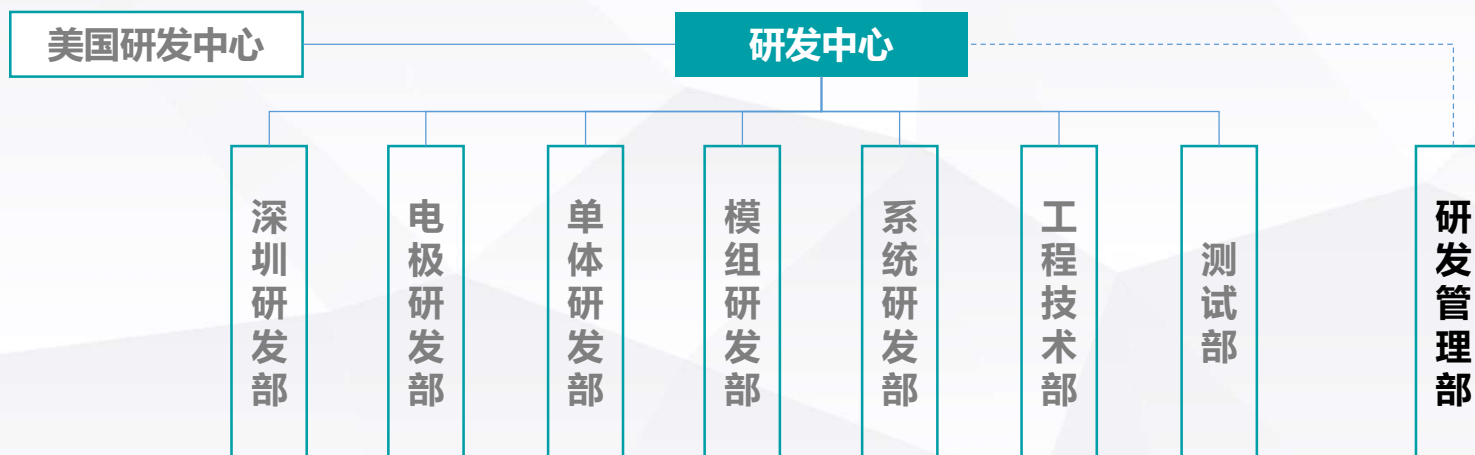 美国研发中心
研发中心
深圳研发部
电极研发部
单体研发部
模组研发部
系统研发部
工程技术部
测试部
研发管理部